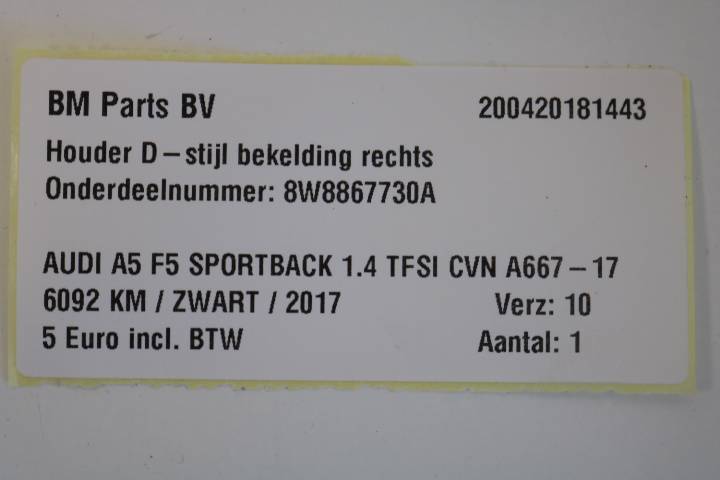 BM Parts BV 200420181443
Houder D-stijl bekelding rechts
Onderdeelnummer: 8W8867730A
AUDI A5 F5 SPORTBACK 1.4 TFSI CVN A667-17
6092 KM / ZWART / 2017 Verz: 10
5 Euro incl. BTW Aantal: 1